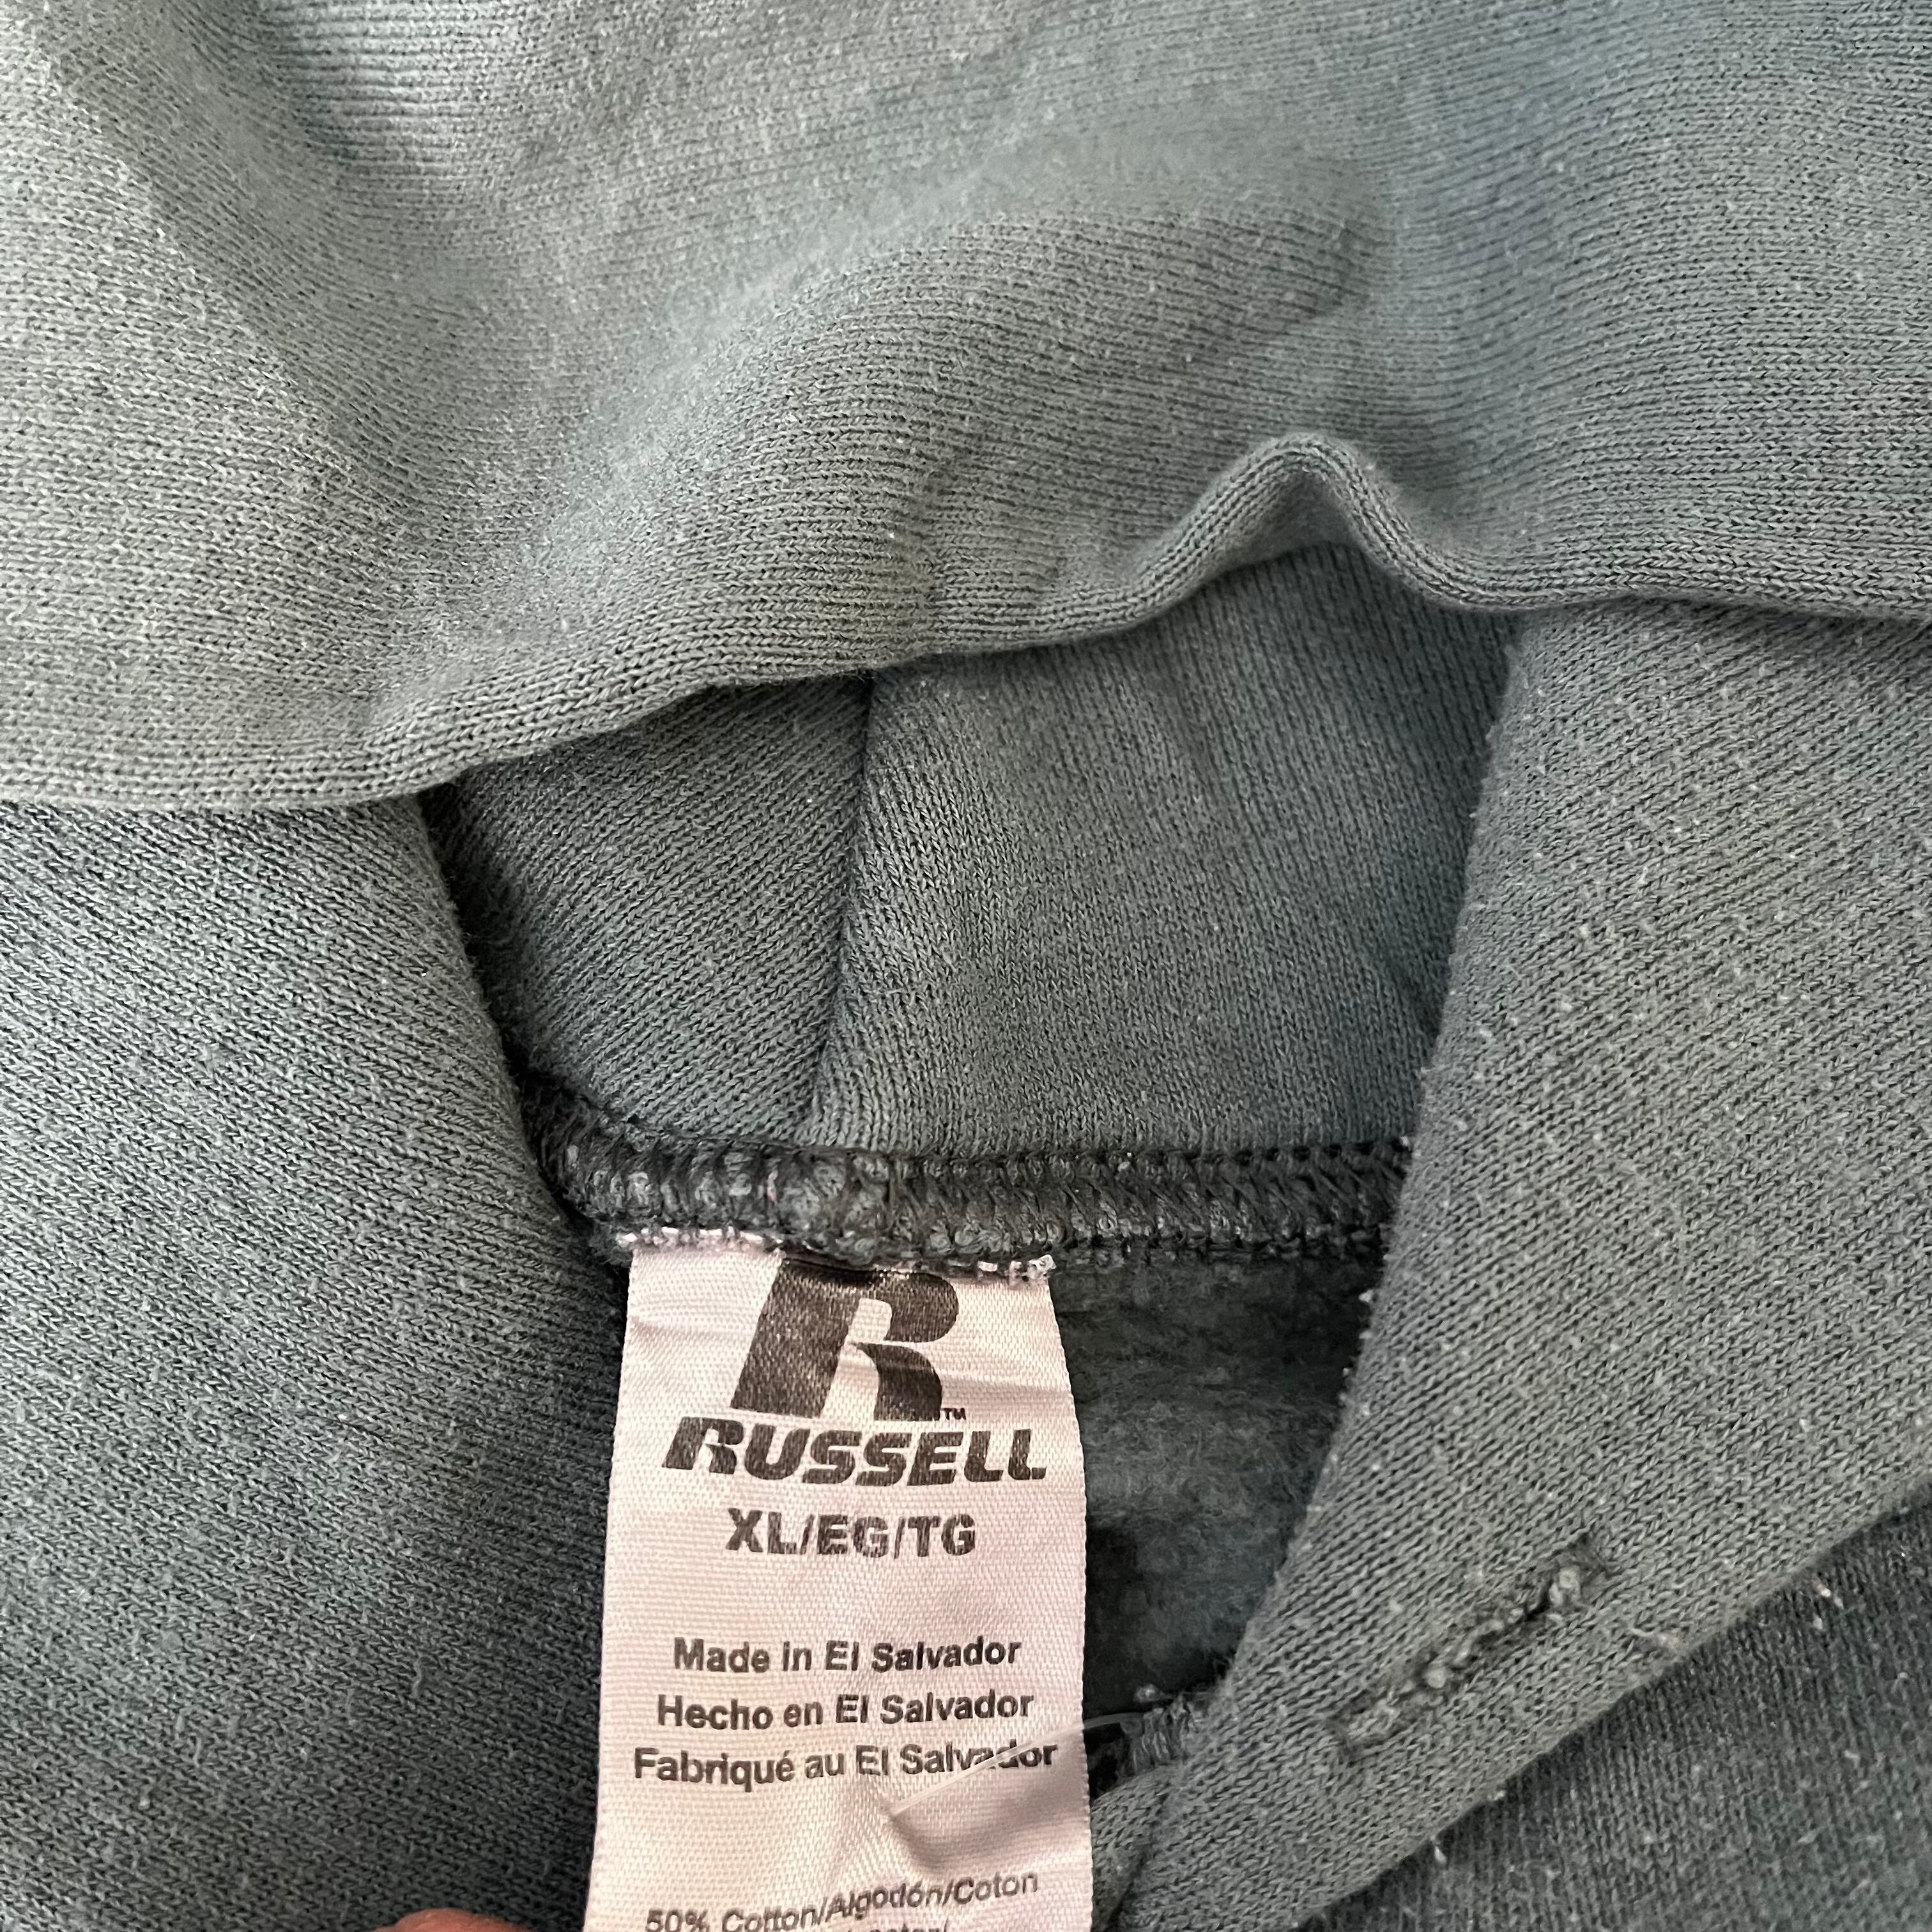 R™
RUSSELL
XL/EG/TG
Made in El Salvador
Hecho en El Salvador
Fabriqué au El Salvador
50% Cotton/Algodón/Coton